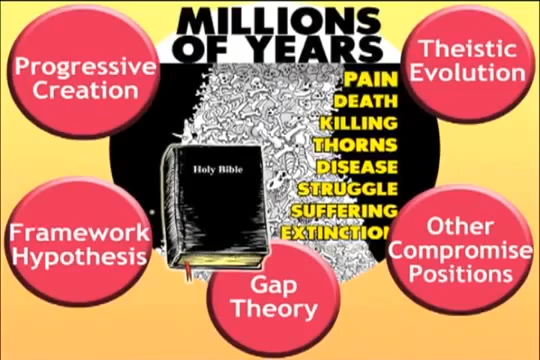 MILLIONS
OF YEARS
Progressive
Creation
Theistic
Evolution
PAIN
DEATH
KILLING
THORNS
DISEASE
STRUGGLE
SUFFERING
EXTINCTION
Holy Bible
Framework
Hypothesis
Gap
Theory
Other
Compromise
Positions